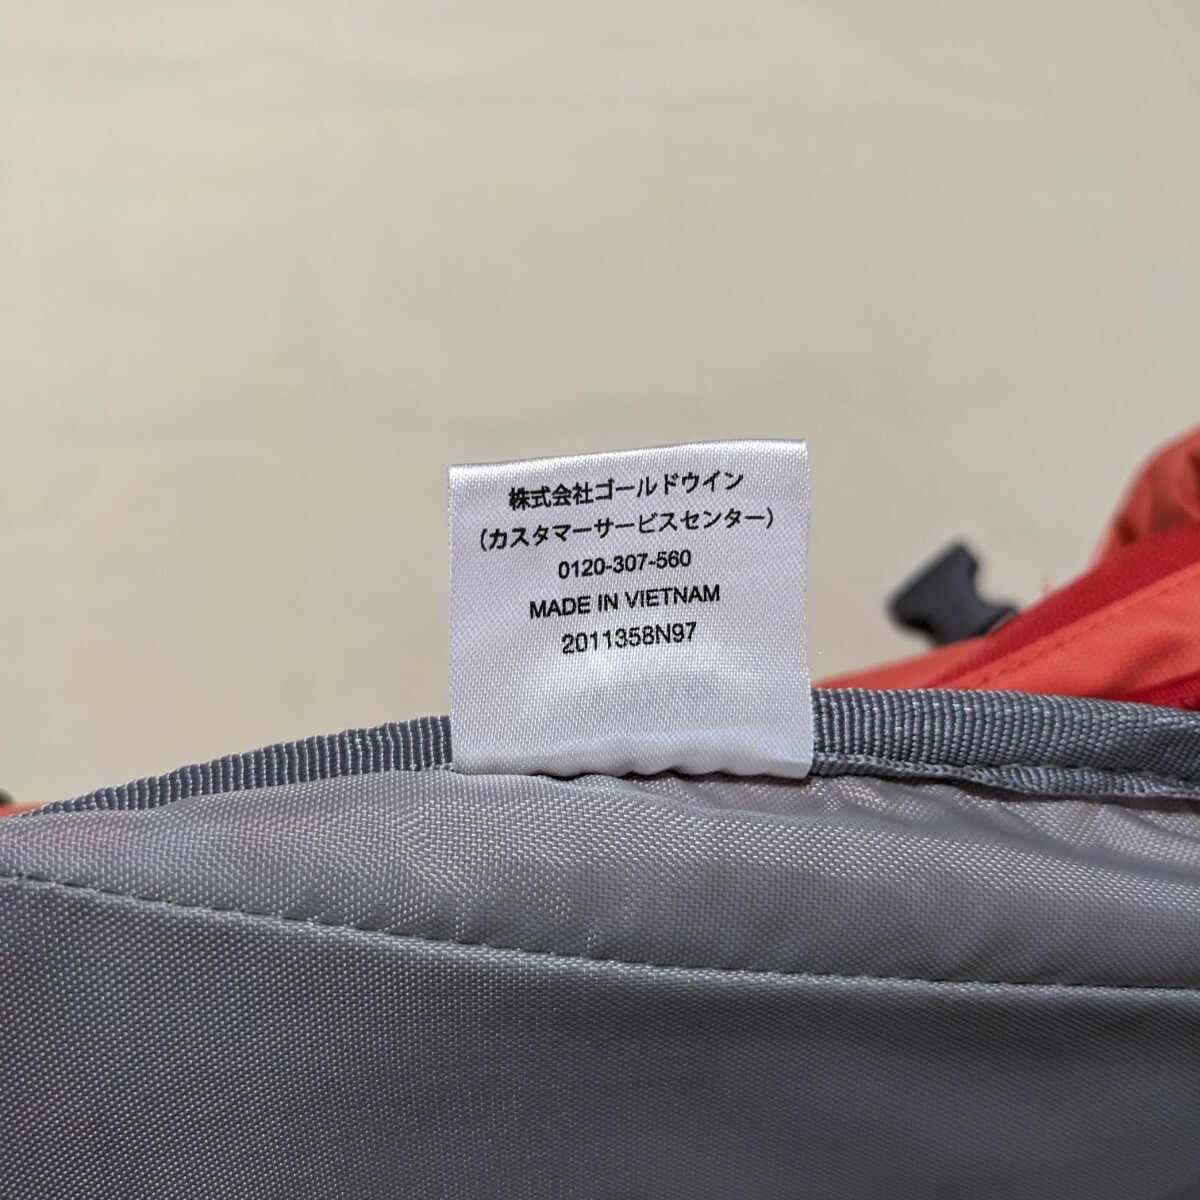 株式会社ゴールドウイン
（カスタマーサービスセンター）
0120-307-560
MADE IN VIETNAM
2011358N97